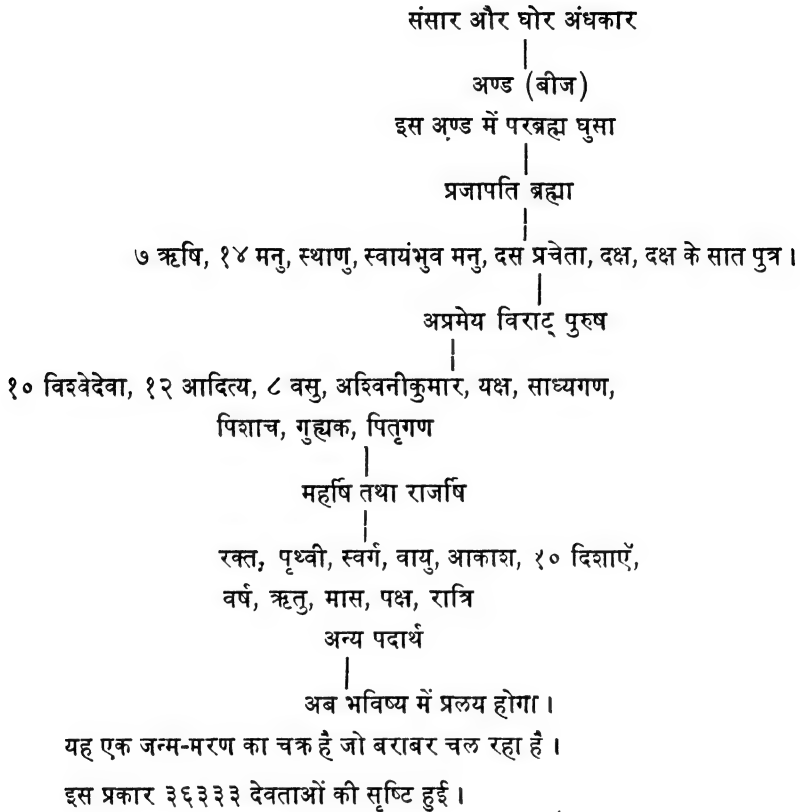 संसार और घोर अंधकार
अण्ड (बीज)
इस अण्ड में परब्रह्म घुसा
प्रजापति ब्रह्मा
७ ऋषि, १४ मनु, स्थाणु, स्वायंभुव मनु, दस प्रचेता, दक्ष, दक्ष के सात पुत्र ।
अप्रमेय विराट् पुरुष
१० विश्वेदेवा, १२ आदित्य, ८ वसु, अश्विनीकुमार, यक्ष, साध्यगण,
पिशाच, गुह्यक, पितृगण
महर्षि तथा राजर्षि
रक्त, पृथ्वी, स्वर्ग, वायु, आकाश, १० दिशाएँ,
वर्ष, ऋतु, मास, पक्ष, रात्रि
अन्य पदार्थ
अब भविष्य में प्रलय होगा ।
यह एक जन्म-मरण का चक्र है जो बराबर चल रहा है ।
इस प्रकार ३६३३३ देवताओं की सृष्टि हुई ।